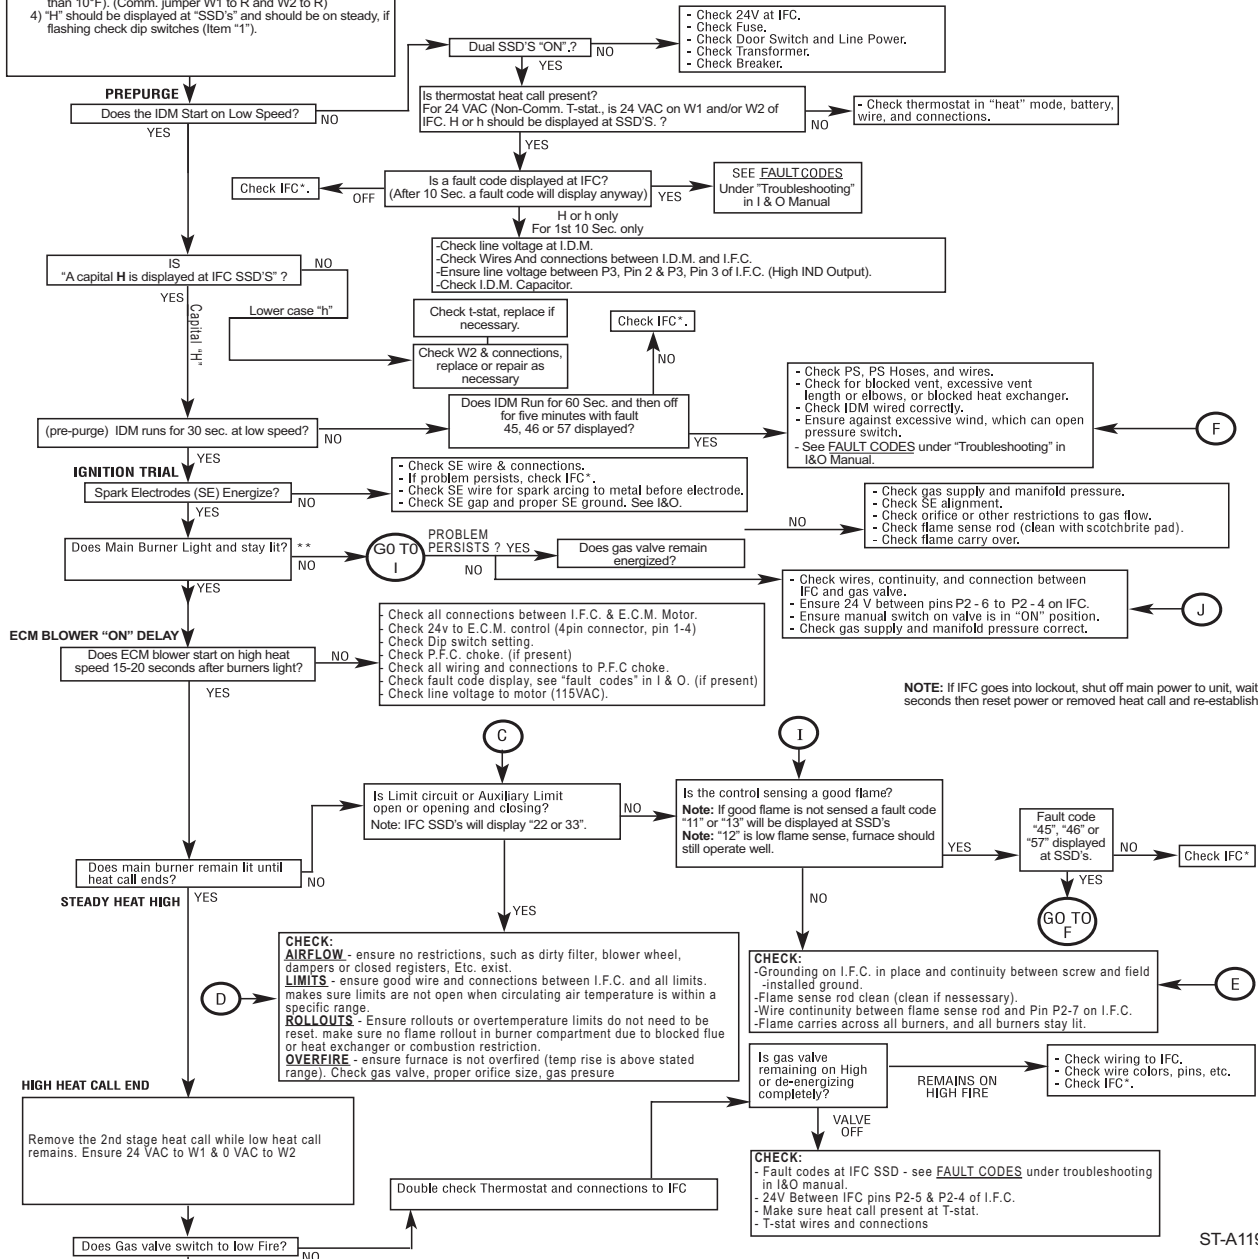 than 10°F). (Comm. jumper W1 to R and W2 to R)
4) "H" should be displayed at "SSD's" and should be on steady, if
flashing check dip switches (Item "1").
Dual SSD'S "ON".?
NO
YES
- Check 24V at IFC.
- Check Fuse.
- Check Door Switch and Line Power.
- Check Transformer.
- Check Breaker.
PREPURGE
Does the IDM Start on Low Speed?
NO
YES
Is thermostat heat call present?
For 24 VAC (Non-Comm. T-stat., is 24 VAC on W1 and/or W2 of
IFC. H or h should be displayed at SSD'S. ?
NO
YES
- Check thermostat in "heat" mode, battery,
wire, and connections.
Check IFC*.
OFF
Is a fault code displayed at IFC?
(After 10 Sec. a fault code will display anyway)
YES
SEE FAULT CODES
Under "Troubleshooting"
in I & O Manual
H or h only
For 1st 10 Sec. only
-Check line voltage at I.D.M.
-Check Wires And connections between I.D.M. and I.F.C.
-Ensure line voltage between P3, Pin 2 & P3, Pin 3 of I.F.C. (High IND Output).
-Check I.D.M. Capacitor.
IS
"A capital H is displayed at IFC SSD'S" ?
NO
YES
Capital "H"
Lower case "h"
Check t-stat, replace if
necessary.
Check W2 & connections,
replace or repair as
necessary
Check IFC*.
NO
(pre-purge) IDM runs for 30 sec. at low speed?
NO
YES
Does IDM Run for 60 Sec. and then off
for five minutes with fault
45, 46 or 57 displayed?
YES
- Check PS, PS Hoses, and wires.
- Check for blocked vent, excessive vent
length or elbows, or blocked heat exchanger.
- Check IDM wired correctly.
- Ensure against excessive wind, which can open
pressure switch.
- See FAULT CODES under "Troubleshooting" in
I&O Manual.
F
IGNITION TRIAL
Spark Electrodes (SE) Energize?
NO
YES
- Check SE wire & connections.
- If problem persists, check IFC*.
- Check SE wire for spark arcing to metal before electrode.
- Check SE gap and proper SE ground. See I&O.
Does Main Burner Light and stay lit?
**
NO
YES
GO TO
I
PROBLEM
PERSISTS ? YES
NO
Does gas valve remain
energized?
NO
- Check gas supply and manifold pressure.
- Check SE alignment.
- Check orifice or other restrictions to gas flow.
- Check flame sense rod (clean with scotchbrite pad).
- Check flame carry over.
- Check wires, continuity, and connection between
IFC and gas valve.
- Ensure 24 V between pins P2 - 6 to P2 - 4 on IFC.
- Ensure manual switch on valve is in "ON" position.
- Check gas supply and manifold pressure correct.
J
ECM BLOWER "ON" DELAY
Does ECM blower start on high heat
speed 15-20 seconds after burners light?
NO
YES
- Check all connections between I.F.C. & E.C.M. Motor.
- Check 24v to E.C.M. control (4pin connector, pin 1-4)
- Check Dip switch setting.
- Check P.F.C. choke. (if present)
- Check all wiring and connections to P.F.C choke.
- Check fault code display, see "fault codes" in I & O. (if present)
- Check line voltage to motor (115VAC).
NOTE: If IFC goes into lockout, shut off main power to unit, wait
seconds then reset power or removed heat call and re-establish
C
I
Is Limit circuit or Auxiliary Limit
open or opening and closing?
Note: IFC SSD's will display "22 or 33".
NO
YES
Is the control sensing a good flame?
Note: If good flame is not sensed a fault code
"11" or "13" will be displayed at SSD's
Note: "12" is low flame sense, furnace should
still operate well.
YES
NO
Fault code
"45", "46" or
"57" displayed
at SSD's.
NO
Check IFC*
YES
GO TO
F
Does main burner remain lit until
heat call ends?
NO
STEADY HEAT HIGH
YES
D
CHECK:
AIRFLOW - ensure no restrictions, such as dirty filter, blower wheel,
dampers or closed registers, Etc. exist.
LIMITS - ensure good wire and connections between I.F.C. and all limits.
makes sure limits are not open when circulating air temperature is within a
specific range.
ROLLOUTS - Ensure rollouts or overtemperature limits do not need to be
reset. make sure no flame rollout in burner compartment due to blocked flue
or heat exchanger or combustion restriction.
OVERFIRE - ensure furnace is not overfired (temp rise is above stated
range). Check gas valve, proper orifice size, gas presure
CHECK:
-Grounding on I.F.C. in place and continuity between screw and field
-installed ground.
-Flame sense rod clean (clean if nessessary).
-Wire continuity between flame sense rod and Pin P2-7 on I.F.C.
-Flame carries across all burners, and all burners stay lit.
E
HIGH HEAT CALL END
Remove the 2nd stage heat call while low heat call
remains. Ensure 24 VAC to W1 & 0 VAC to W2
Is gas valve
remaining on High
or de-energizing
completely?
REMAINS ON
HIGH FIRE
- Check wiring to IFC.
- Check wire colors, pins, etc.
- Check IFC*.
VALVE
OFF
CHECK:
- Fault codes at IFC SSD - see FAULT CODES under troubleshooting
in I&O manual.
- 24V Between IFC pins P2-5 & P2-4 of I.F.C.
- Make sure heat call present at T-stat.
- T-stat wires and connections
Double check Thermostat and connections to IFC
Does Gas valve switch to low Fire?
NO
ST-A119